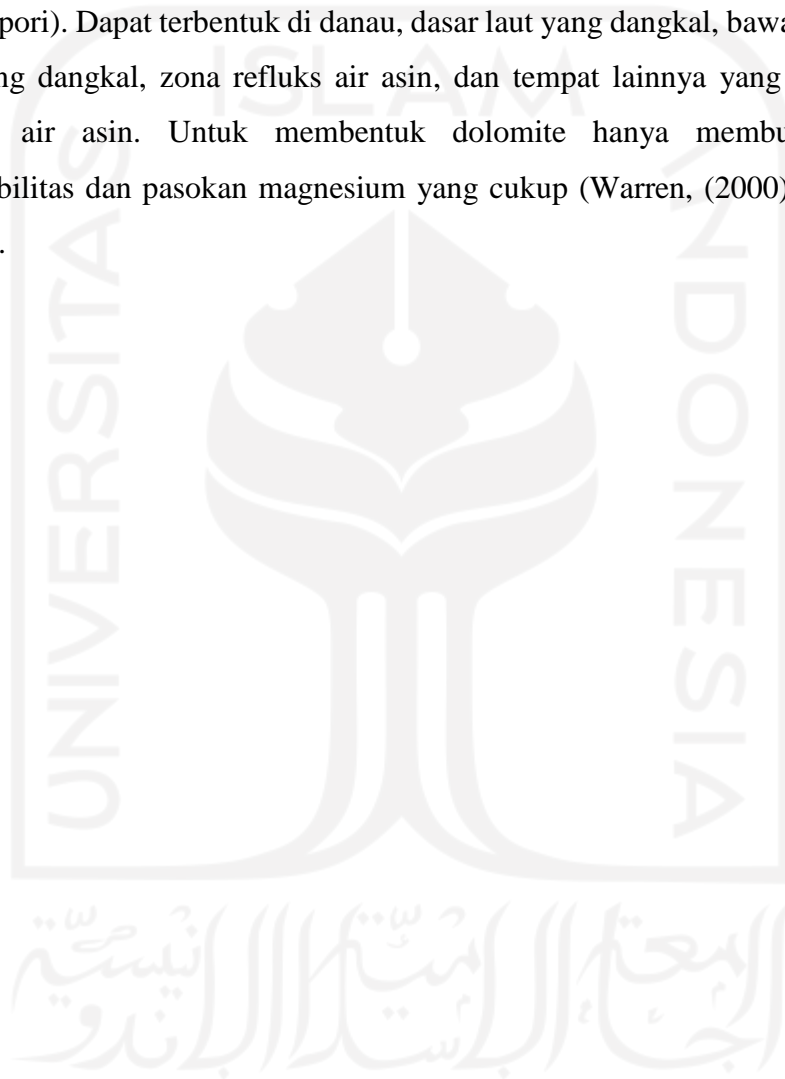 pori). Dapat terbentuk di danau, dasar laut yang dangkal, bawa
ng dangkal, zona refluks air asin, dan tempat lainnya yang
air asin. Untuk membentuk dolomite hanya membu
bilitas dan pasokan magnesium yang cukup (Warren, (2000)
.
ISLAM
UNIVERSITAS
INDONESIA